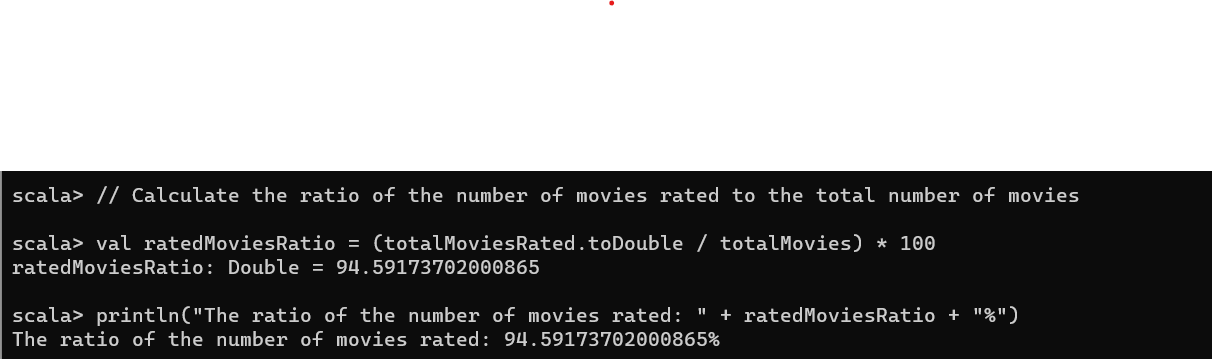 scala> // Calculate the ratio of the number of movies rated to the total number of movies
scala> val ratedMoviesRatio = (totalMoviesRated.toDouble / totalMovies) * 100
ratedMoviesRatio: Double = 94.59173702000865
scala> println("The ratio of the number of movies rated: " + ratedMoviesRatio + "%")
The ratio of the number of movies rated: 94.59173702000865%